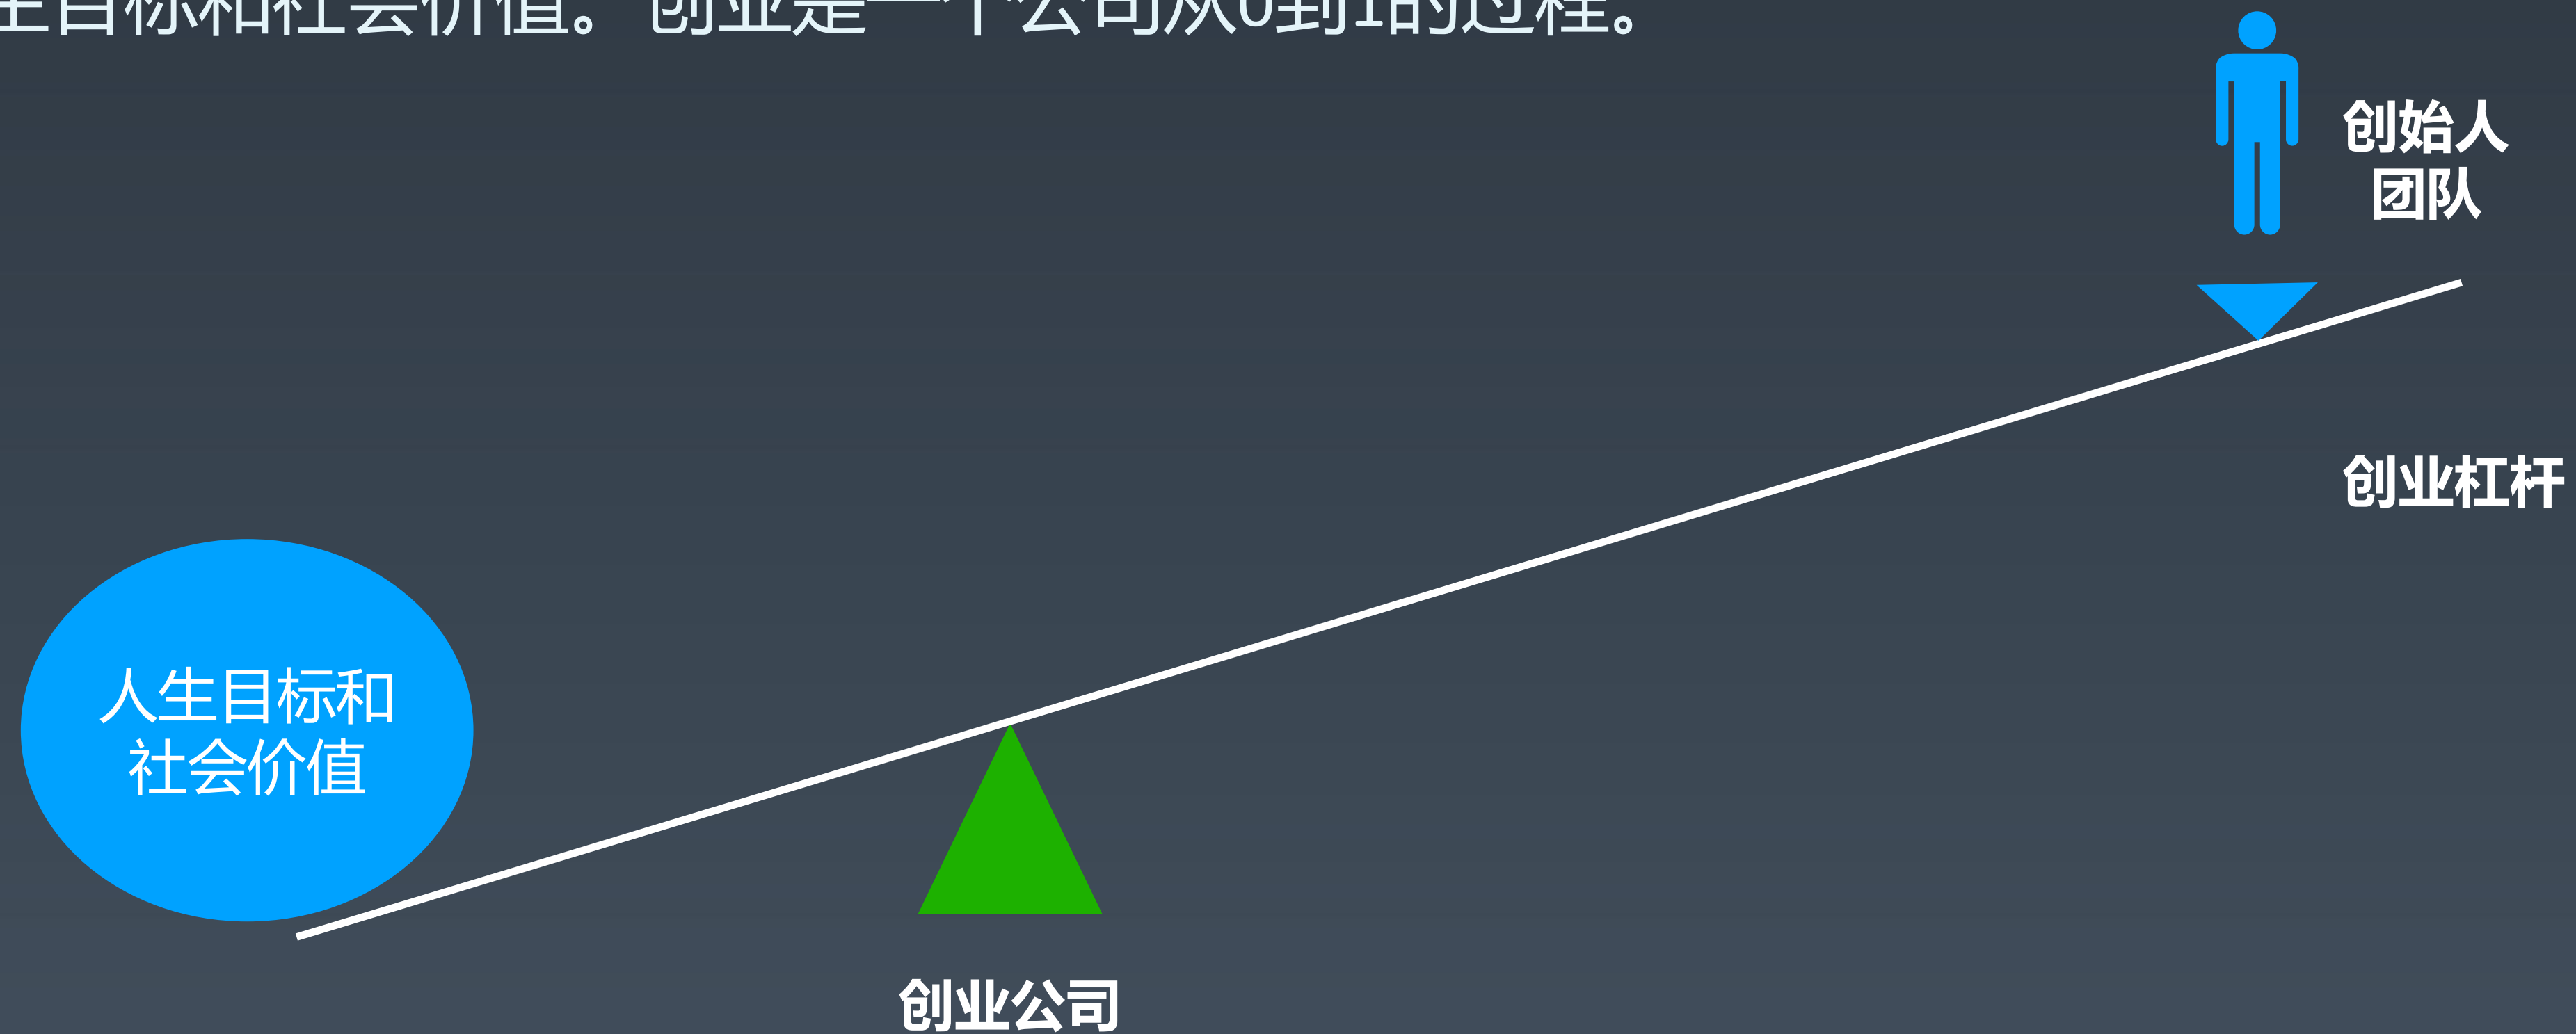 生目标和社会价值。 创业是一个公司从0到1的过程。
创始人
团队
创业杠杆
人生目标和
社会价值
创业公司